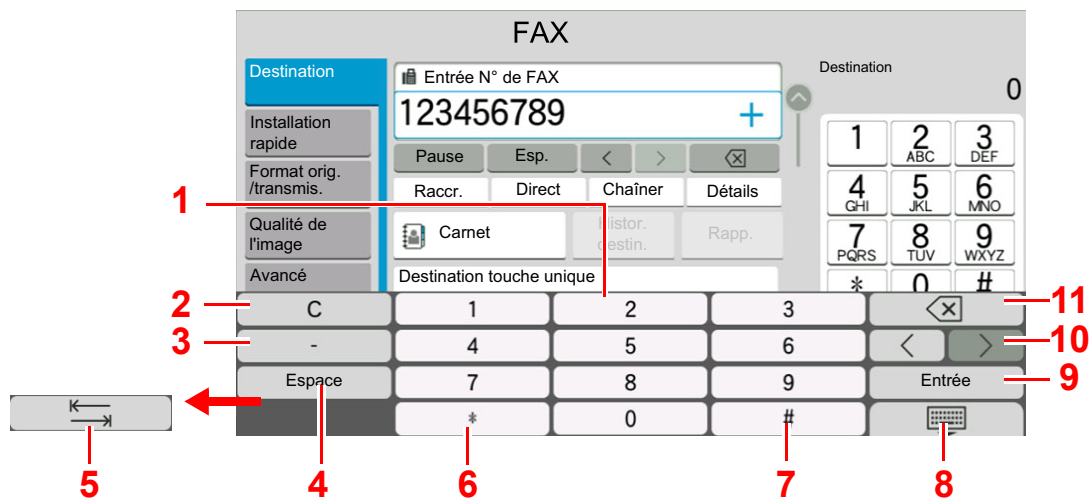 FAX
Destination
Installation
rapide
Format orig.
/transmis.
Qualité de
l'image
Avancé
Entrée N° de FAX
123456789 +
Pause Esp. < >
Raccr. Direct Chaîner Détails
Carnet Histor.
destin. Rapp.
Destination touche unique
Destination
0
1 2 3
ABC DEF
4 5 6
GHI JKL MNO
7 8 9
PQRS TUV WXYZ
* 0 #
C 1 2 3
- 4 5 6 < >
Espace 7 8 9 Entrée
* 0 #
1
2
3
4
5
6
7
8
9
10
11